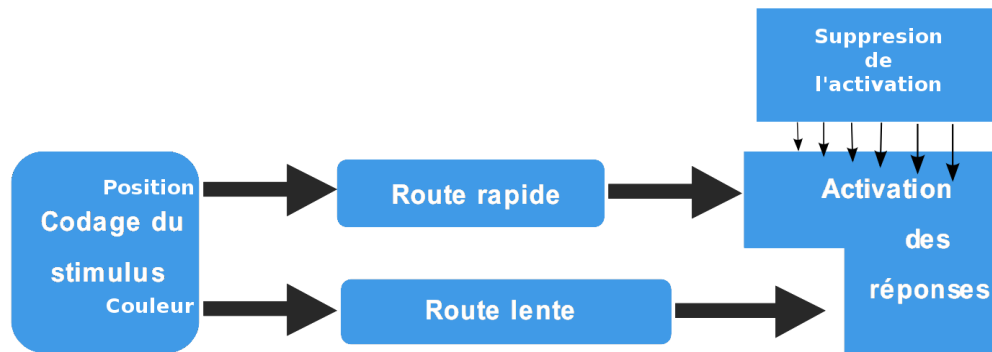 Suppresion
de
l'activation
Position
Codage du
stimulus
Couleur
Route rapide
Route lente
Activation
des
réponses